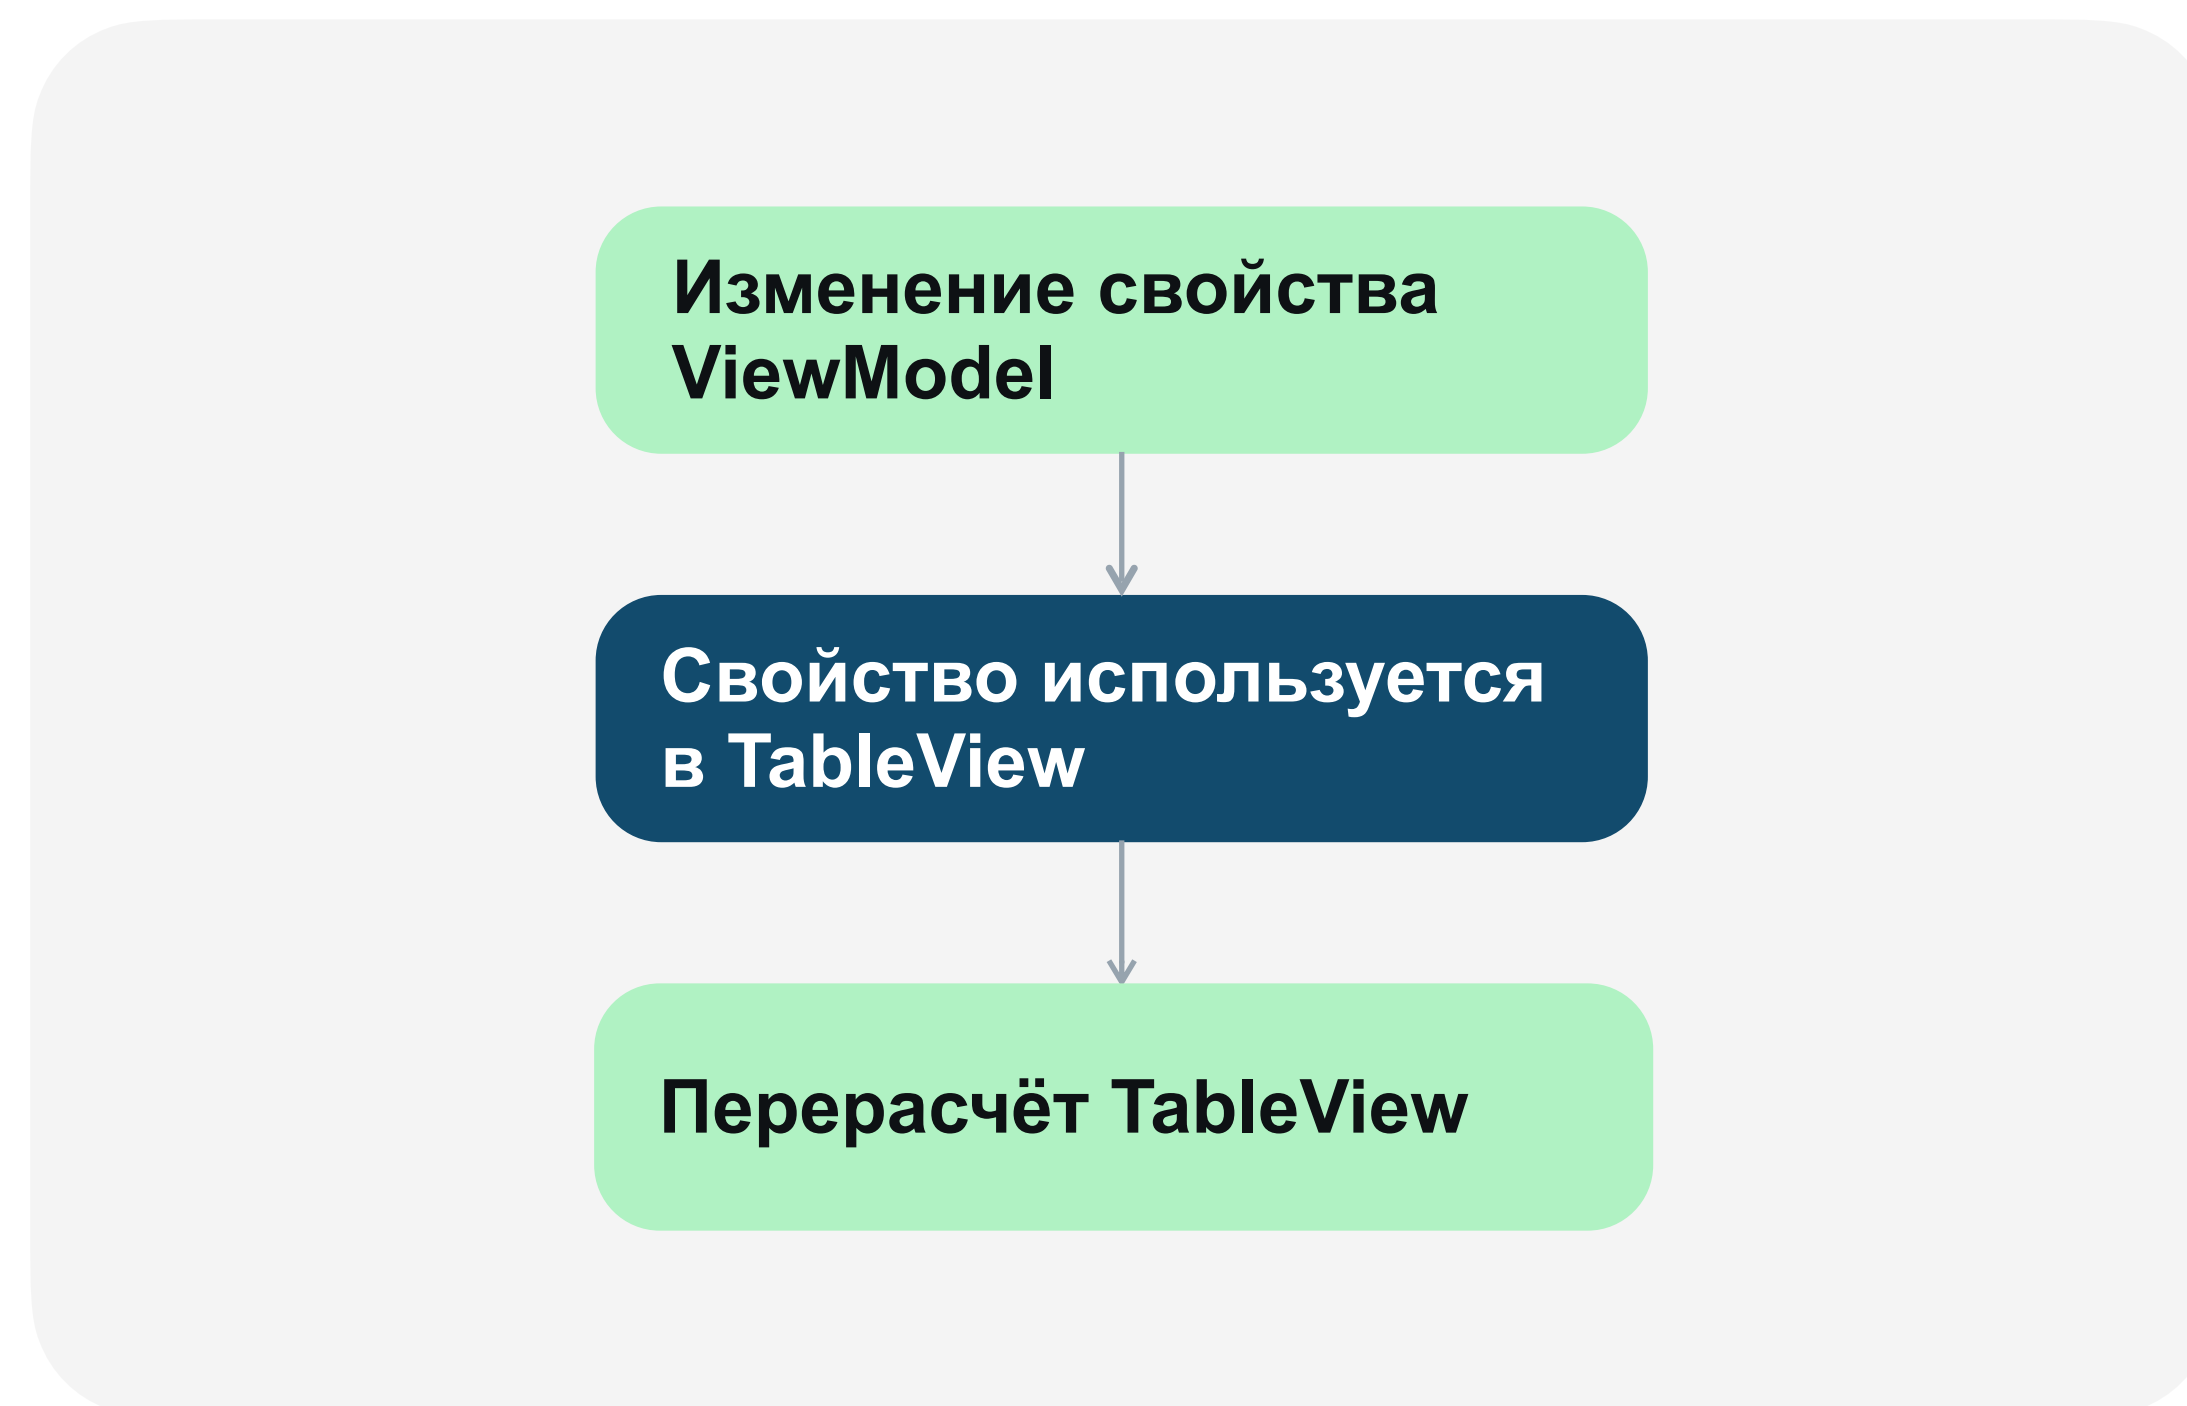 Изменение свойства
ViewModel
Свойство используется
в TableView
Перерасчёт TableView